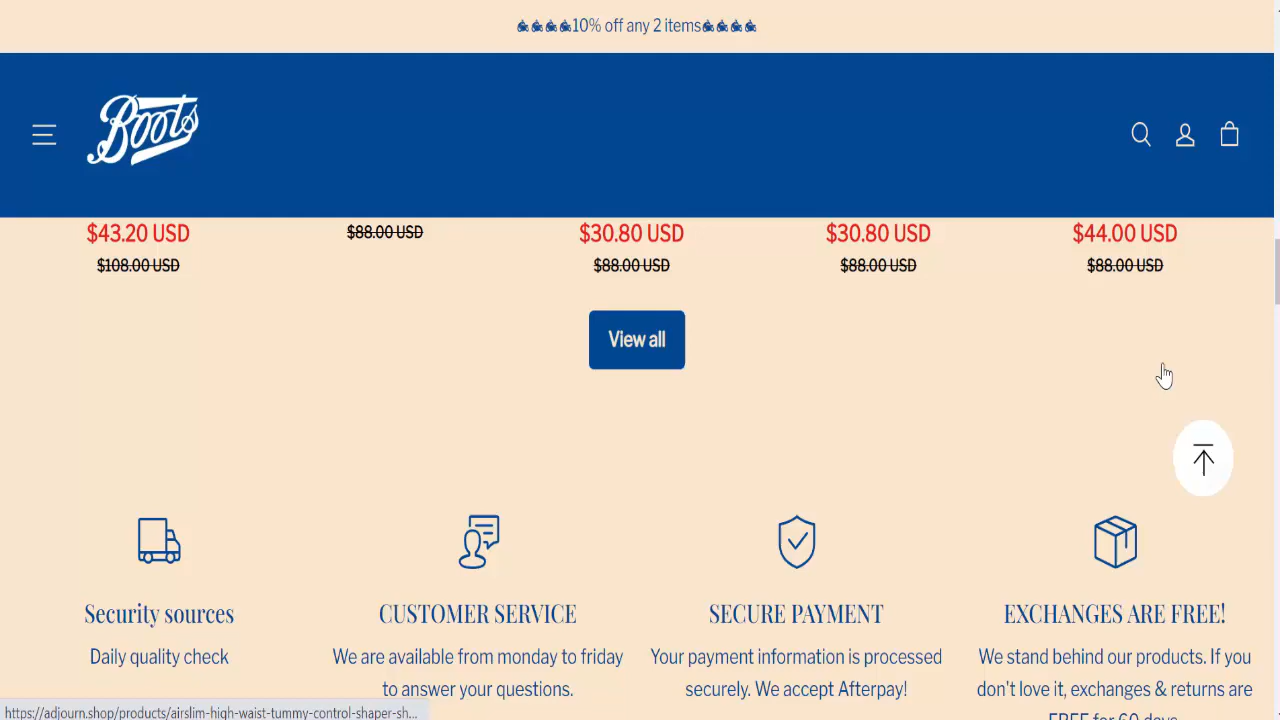 10% off any 2 items
Boots
$43.20 USD $88.00 USD $30.80 USD $30.80 USD $44.00 USD
$108.00 USD $88.00 USD $88.00 USD $88.00 USD
View all
Security sources CUSTOMER SERVICE SECURE PAYMENT EXCHANGES ARE FREE!
Daily quality check We are available from monday to friday Your payment information is processed We stand behind our products. If you
to answer your questions. securely. We accept Afterpay! don't love it, exchanges & returns are
FREE for 60 days
https://adjourn.shop/products/airslim-high-waist-tummy-control-shaper-sh...